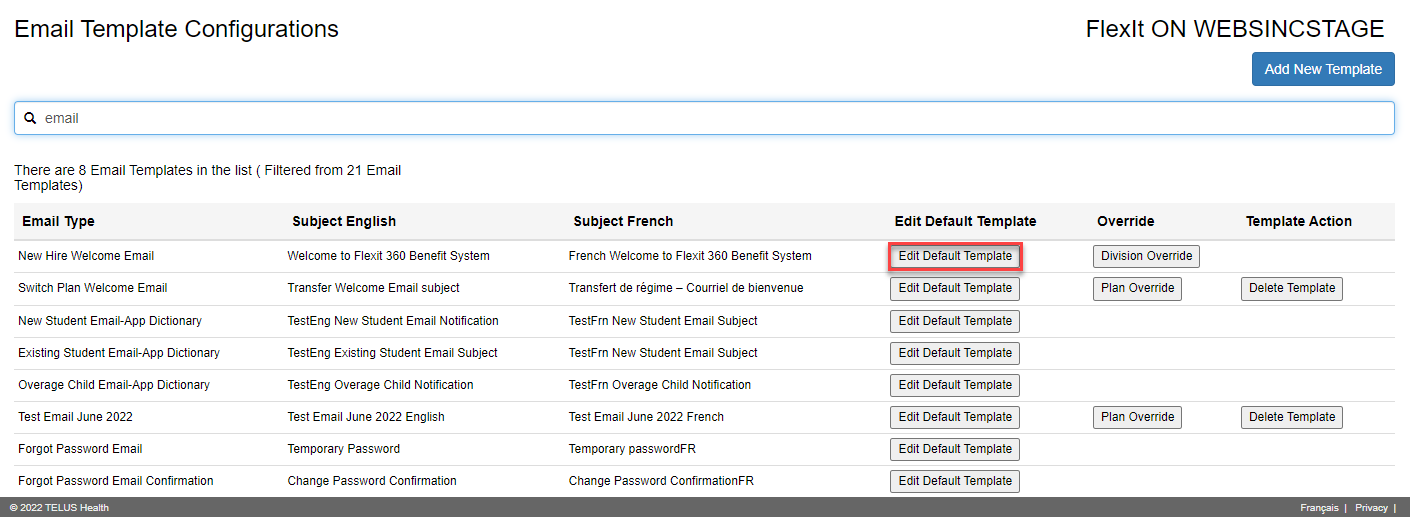 Email Template Configurations FlexIt ON WEBSINCSTAGE
Add New Template
email
There are 8 Email Templates in the list ( Filtered from 21 Email
Templates)
Email Type Subject English Subject French Edit Default Template Override Template Action
New Hire Welcome Email Welcome to Flexit 360 Benefit System French Welcome to Flexit 360 Benefit System Edit Default Template Division Override
Switch Plan Welcome Email Transfer Welcome Email subject Transfert de régime – Courriel de bienvenue Edit Default Template Plan Override Delete Template
New Student Email-App Dictionary TestEng New Student Email Notification TestFrn New Student Email Subject Edit Default Template
Existing Student Email-App Dictionary TestEng Existing Student Email Subject TestFrn New Student Email Subject Edit Default Template
Overage Child Email-App Dictionary TestEng Overage Child Notification TestFrn Overage Child Notification Edit Default Template
Test Email June 2022 Test Email June 2022 English Test Email June 2022 French Edit Default Template Plan Override Delete Template
Forgot Password Email Temporary Password Temporary passwordFR Edit Default Template
Forgot Password Email Confirmation Change Password Confirmation Change Password ConfirmationFR Edit Default Template
© 2022 TELUS Health Français | Privacy |